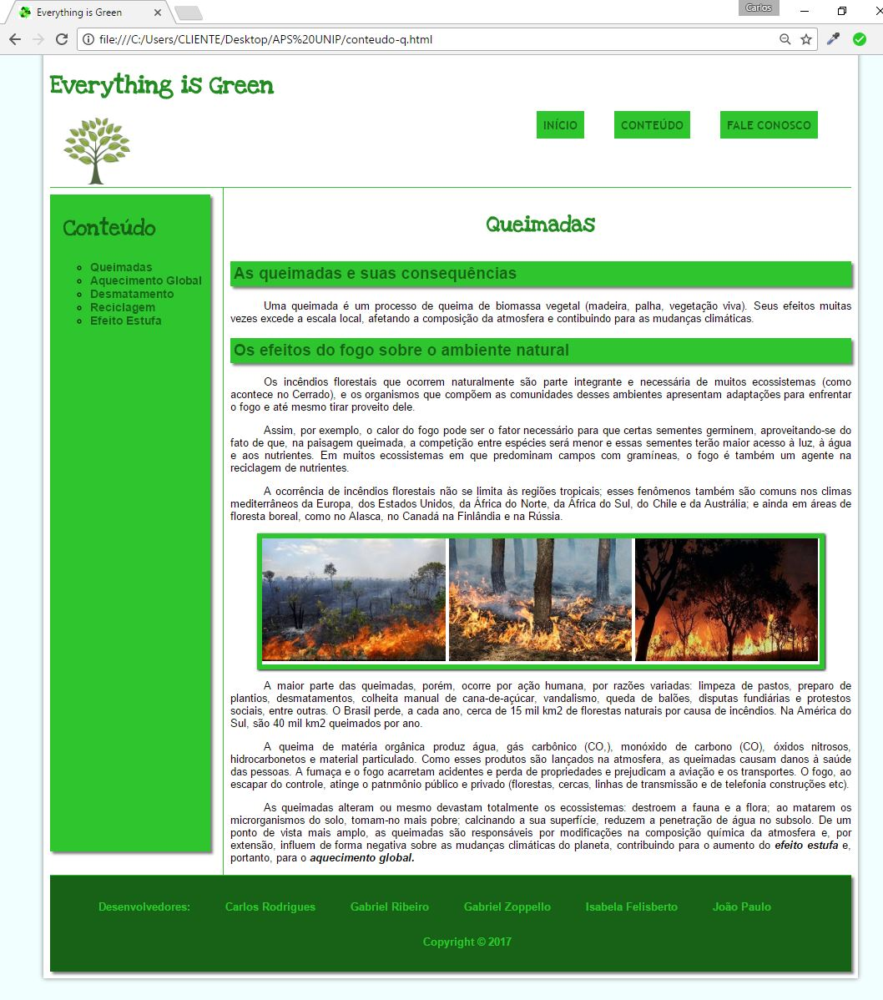 Everything is Green
Carlos
file:///C:/Users/CLIENTE/Desktop/APS%20UNIP/conteudo-q.html
Everything is Green
INÍCIO CONTEÚDO FALE CONOSCO
Conteúdo
Queimadas
Aquecimento Global
Desmatamento
Reciclagem
Efeito Estufa
Queimadas
As queimadas e suas consequências
Uma queimada é um processo de queima de biomassa vegetal (madeira, palha, vegetação viva). Seus efeitos muitas
vezes excede a escala local, afetando a composição da atmosfera e contibuindo para as mudanças climáticas.
Os efeitos do fogo sobre o ambiente natural
Os incêndios florestais que ocorrem naturalmente são parte integrante e necessária de muitos ecossistemas (como
acontece no Cerrado), e os organismos que compõem as comunidades desses ambientes apresentam adaptações para enfrentar
o fogo e até mesmo tirar proveito dele.
Assim, por exemplo, o calor do fogo pode ser o fator necessário para que certas sementes germinem, aproveitando-se do
fato de que, na paisagem queimada, a competição entre espécies será menor e essas sementes terão maior acesso à luz, à água
e aos nutrientes. Em muitos ecossistemas em que predominam campos com gramíneas, o fogo é também um agente na
reciclagem de nutrientes.
A ocorrência de incêndios florestais não se limita às regiões tropicais; esses fenômenos também são comuns nos climas
mediterrâneos da Europa, dos Estados Unidos, da África do Norte, da África do Sul, do Chile e da Austrália; e ainda em áreas de
floresta boreal, como no Alasca, no Canadá na Finlândia e na Rússia.
A maior parte das queimadas, porém, ocorre por ação humana, por razões variadas: limpeza de pastos, preparo de
plantios, desmatamentos, colheita manual de cana-de-açúcar, vandalismo, queda de balões, disputas fundiárias e protestos
sociais, entre outras. O Brasil perde, a cada ano, cerca de 15 mil km2 de florestas naturais por causa de incêndios. Na América do
Sul, são 40 mil km2 queimados por ano.
A queima de matéria orgânica produz água, gás carbônico (CO,), monóxido de carbono (CO), óxidos nitrosos,
hidrocarbonetos e material particulado. Como esses produtos são lançados na atmosfera, as queimadas causam danos à saúde
das pessoas. A fumaça e o fogo acarretam acidentes e perda de propriedades e prejudicam a aviação e os transportes. O fogo, ao
escapar do controle, atinge o patnmônio público e privado (florestas, cercas, linhas de transmissão e de telefonia construções etc).
As queimadas alteram ou mesmo devastam totalmente os ecossistemas: destroem a fauna e a flora; ao matarem os
microrganismos do solo, tomam-no mais pobre; calcinando a sua superfície, reduzem a penetração de água no subsolo. De um
ponto de vista mais amplo, as queimadas são responsáveis por modificações na composição química da atmosfera e, por
extensão, influem de forma negativa sobre as mudanças climáticas do planeta, contribuindo para o aumento do efeito estufa e,
portanto, para o aquecimento global.
Desenvolvedores: Carlos Rodrigues Gabriel Ribeiro Gabriel Zoppello Isabela Felisberto João Paulo
Copyright © 2017